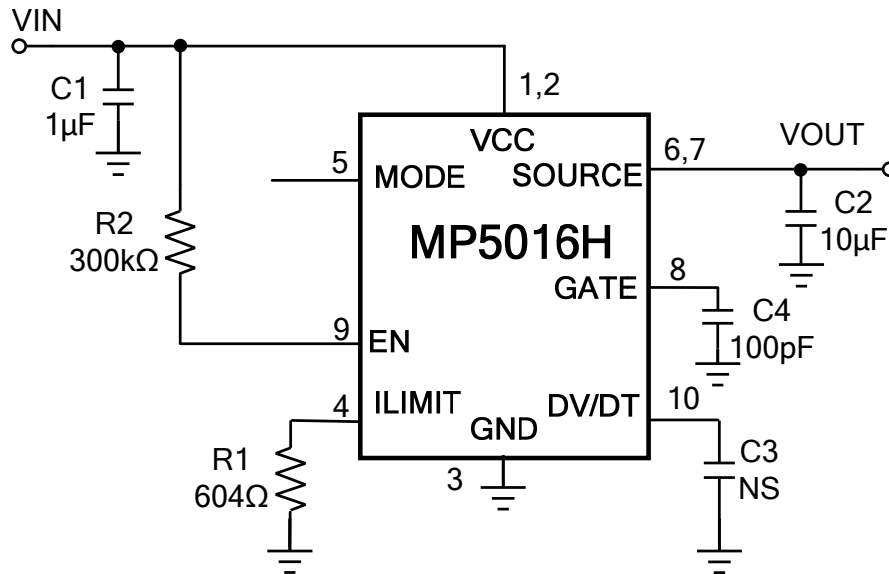 VIN
C1
1µF
1,2
VCC
5
MODE
SOURCE
6,7
VOUT
C2
10µF
R2
300kΩ
MP5016H
8
GATE
C4
100pF
9
EN
4
ILIMIT
DV/DT
10
GND
3
R1
604Ω
C3
NS